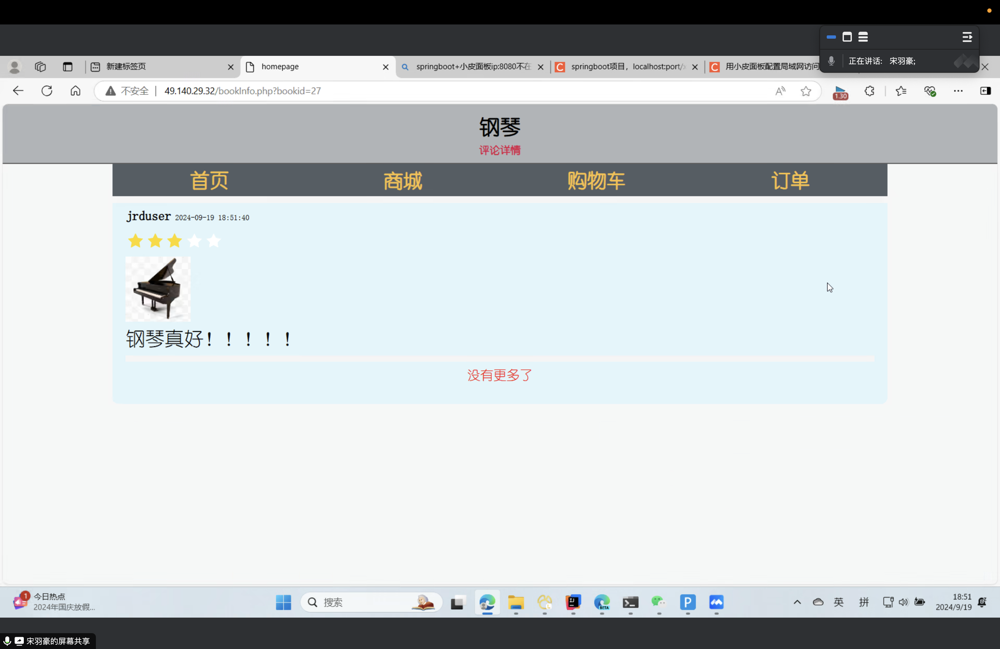 正在讲话: 宋羽豪;
新建标签页
homepage
springboot+小皮面板ip:8080不在
springboot项目，localhost:port/x
用小皮面板配置局域网访问
不安全
49.140.29.32/bookInfo.php?bookid=27
1.30
钢琴
评论详情
首页 商城 购物车 订单
jrduser 2024-09-19 18:51:40
钢琴真好！！！！！
没有更多了
1
今日热点
2024年国庆放假...
搜索
BETA
英
拼
18:51
2024/9/19
宋羽豪的屏幕共享